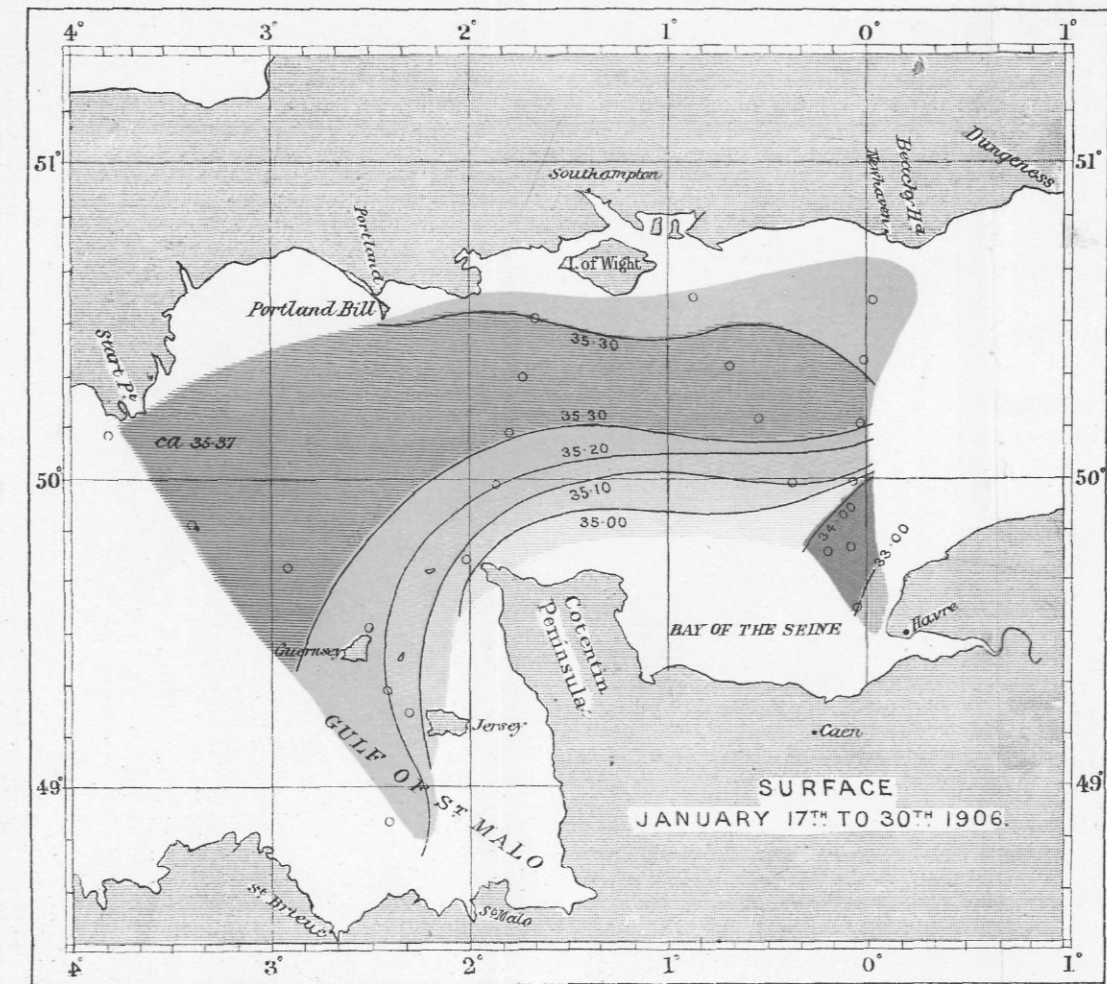 4° 3° 2° 1° 0° 1°
51° 51°
Southampton
Newhaven
Beachy Hd
Dungeness
Portland
I. of Wight
Portland Bill
35·30
Start Pt
ca 35·37
35·30
35·20
50° 50°
35·10
35·00
34·00
33·00
Havre
Cotentin
Peninsula
BAY OF THE SEINE
Guernsey
Jersey
Caen
GULF OF ST MALO
49° 49°
SURFACE
JANUARY 17TH TO 30TH 1906.
St Brieuc
St Malo
4° 3° 2° 1° 0° 1°